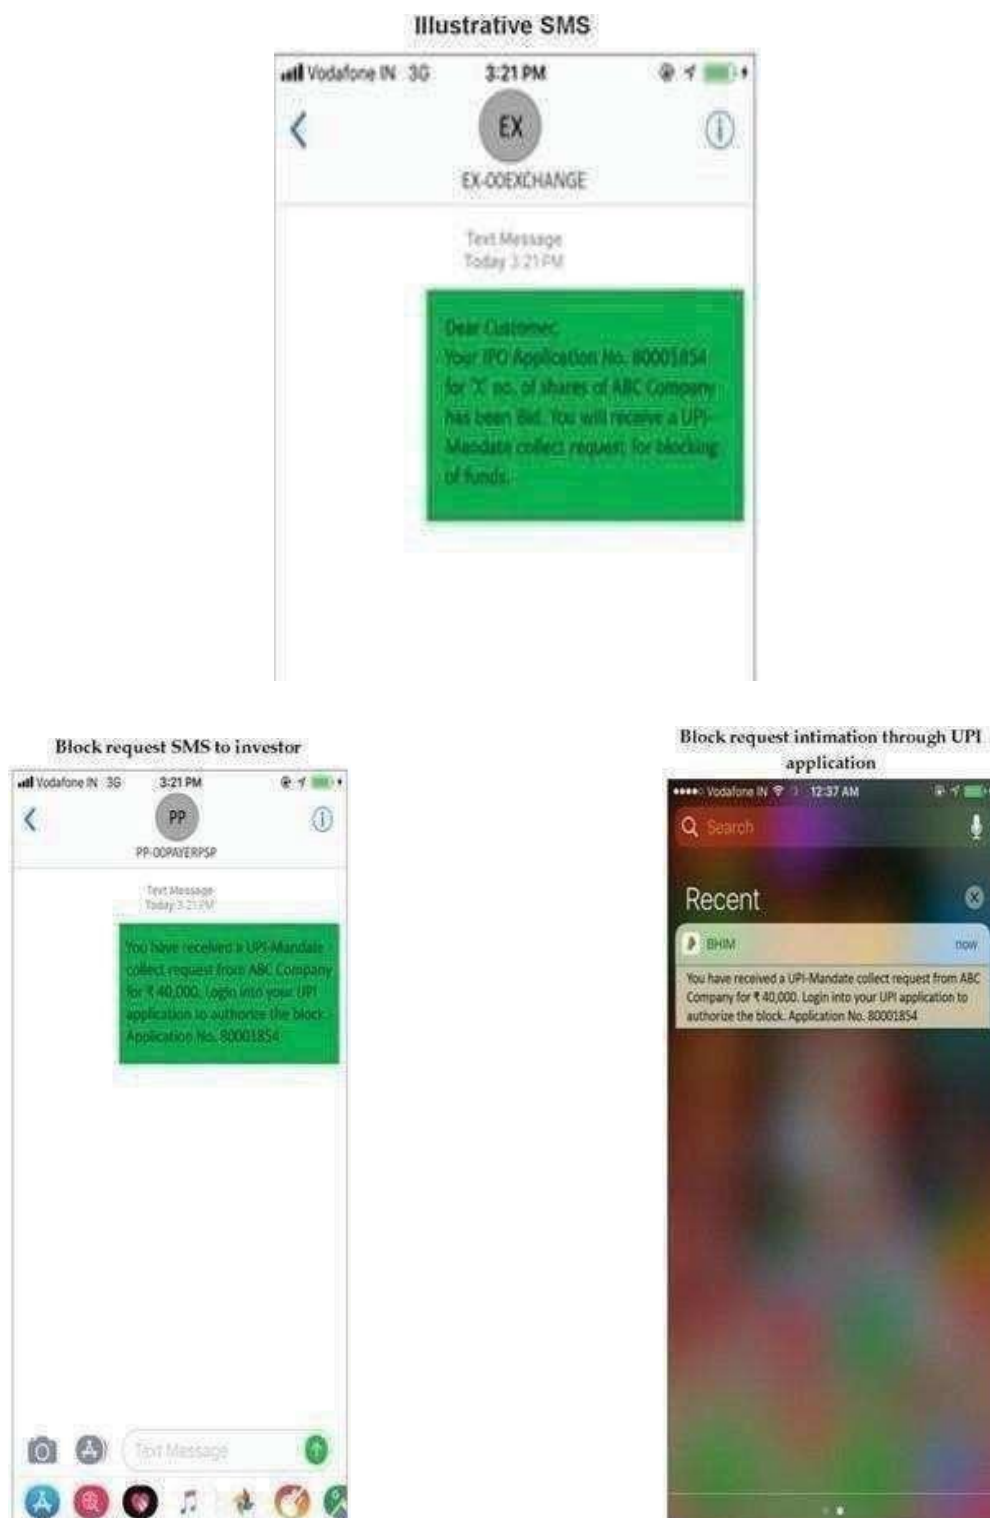 Illustrative SMS
Vodafone IN 3G 3:21 PM
EX
EX-OOEXCHANGE
Text Message
Today 3:21 PM
Dear Customer,
Your IPO Application No. 80001854
for 'X' no. of shares of ABC Company
has been Bid. You will receive a UPI-
Mandate collect request for blocking
of funds.
Block request SMS to investor
Vodafone IN 3G 3:21 PM
PP
PP-OOPAYERPSP
Text Message
Today 3:21 PM
You have received a UPI-Mandate
collect request from ABC Company
for ₹ 40,000. Login into your UPI
application to authorize the block.
Application No. 80001854
Text Message
Block request intimation through UPI
application
Vodafone IN 12:37 AM
Search
Recent
BHIM now
You have received a UPI-Mandate collect request from ABC
Company for ₹ 40,000. Login into your UPI application to
authorize the block. Application No. 80001854